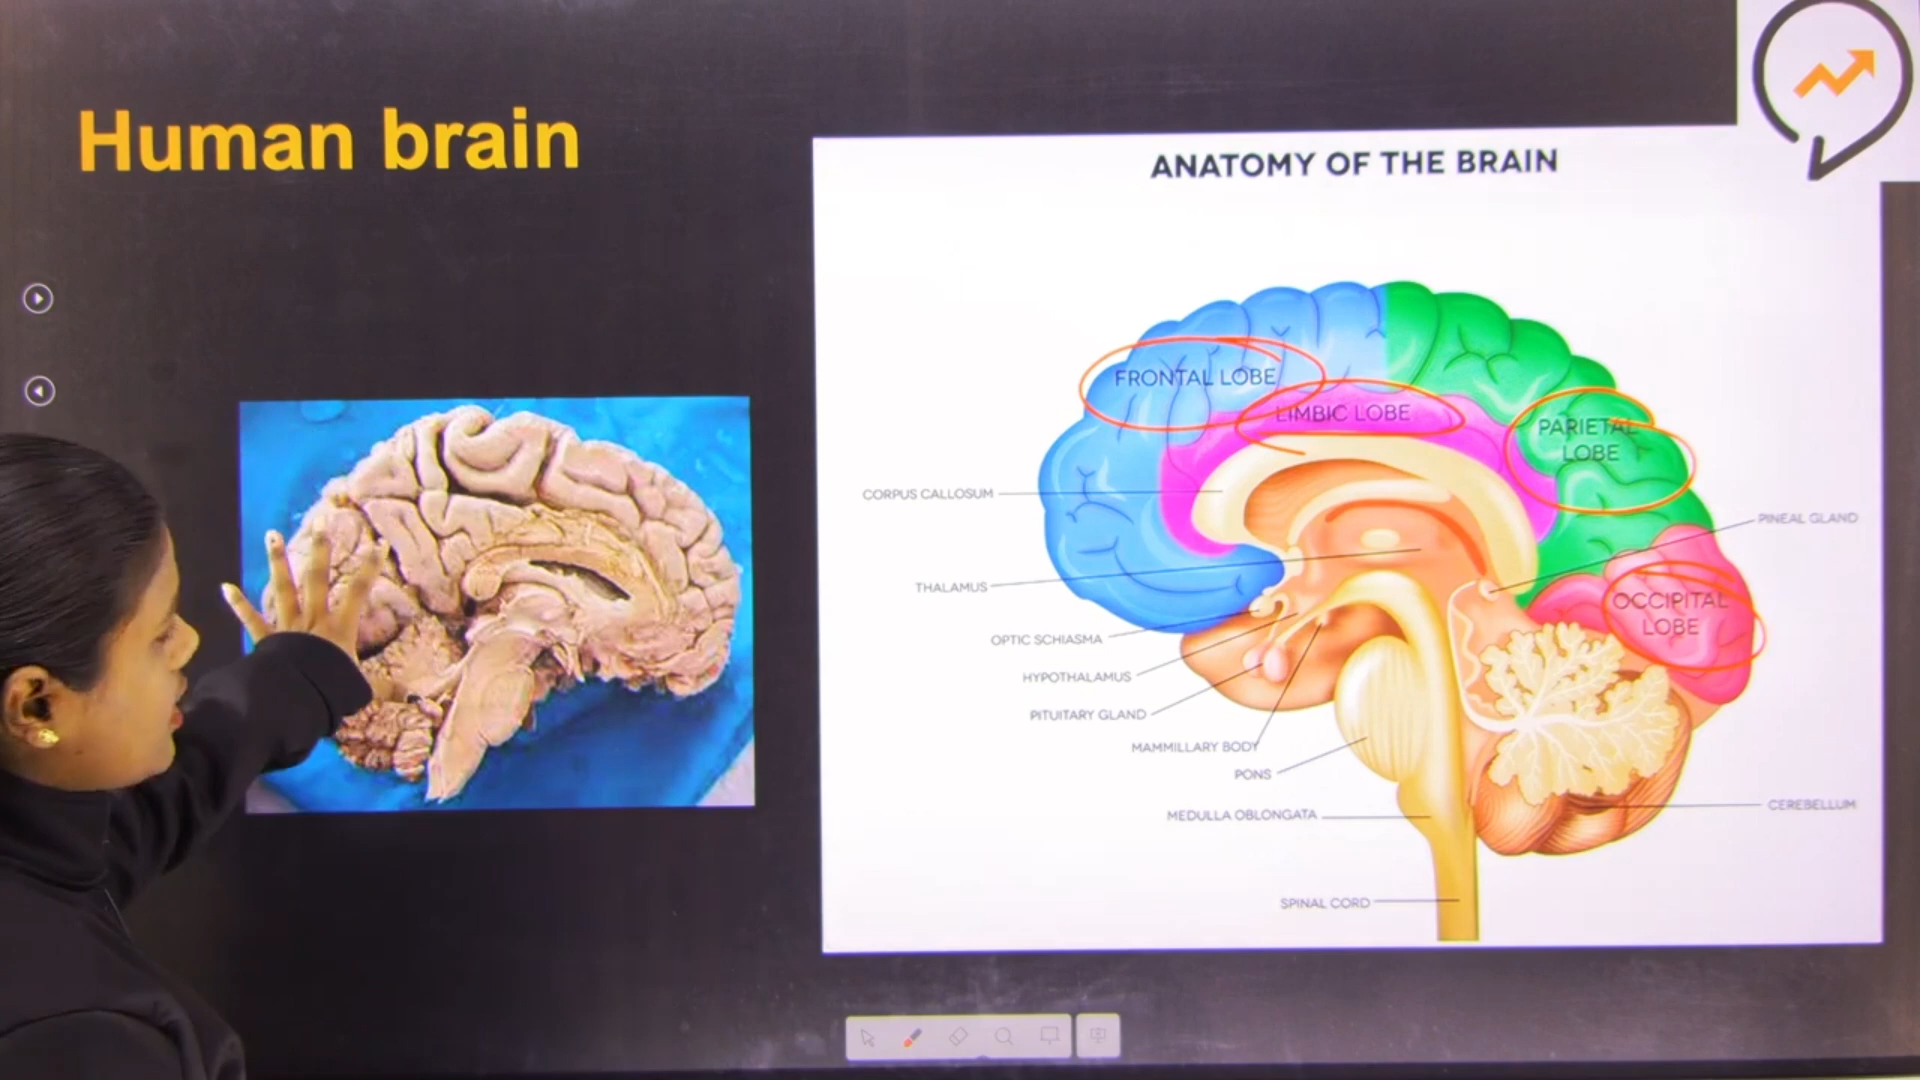 Human brain
ANATOMY OF THE BRAIN
FRONTAL LOBE
LIMBIC LOBE
PARIETAL
LOBE
CORPUS CALLOSUM
PINEAL GLAND
THALAMUS
OCCIPITAL
LOBE
OPTIC SCHIASMA
HYPOTHALAMUS
PITUITARY GLAND
MAMMILLARY BODY
PONS
CEREBELLUM
MEDULLA OBLONGATA
SPINAL CORD